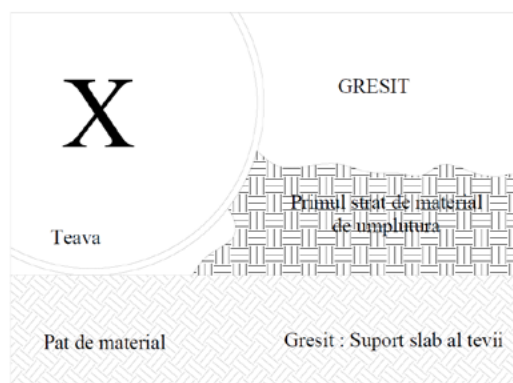 X
GRESIT
Primul strat de material
de umplutura
Teava
Pat de material
Gresit : Suport slab al tevii